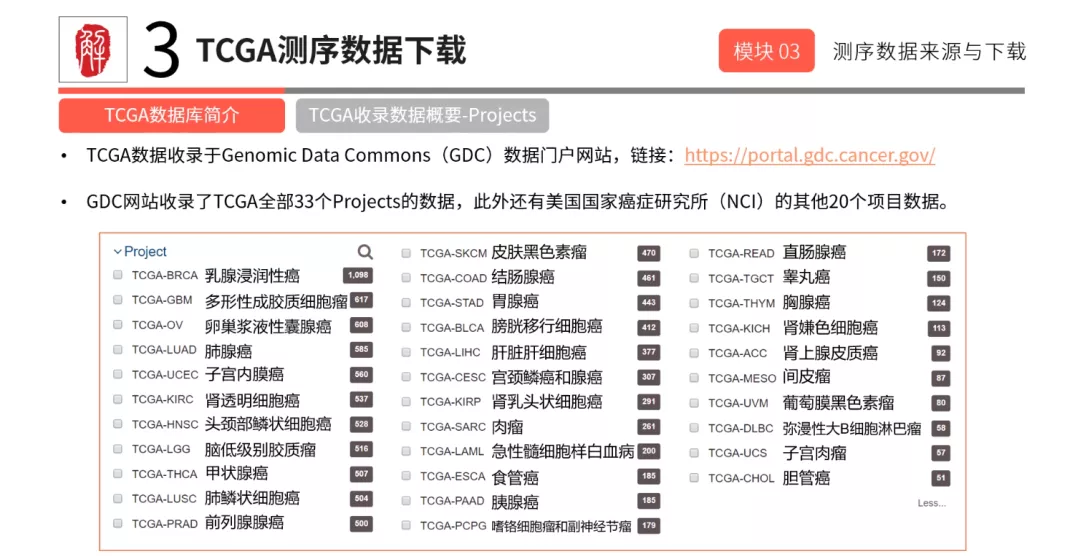 解
3 TCGA测序数据下载
模块 03 测序数据来源与下载
TCGA数据库简介
TCGA收录数据概要-Projects
• TCGA数据收录于Genomic Data Commons（GDC）数据门户网站，链接：https://portal.gdc.cancer.gov/
• GDC网站收录了TCGA全部33个Projects的数据，此外还有美国国家癌症研究所（NCI）的其他20个项目数据。
Project
TCGA-BRCA 乳腺浸润性癌 1,098
TCGA-GBM 多形性成胶质细胞瘤 617
TCGA-OV 卵巢浆液性囊腺癌 608
TCGA-LUAD 肺腺癌 585
TCGA-UCEC 子宫内膜癌 560
TCGA-KIRC 肾透明细胞癌 537
TCGA-HNSC 头颈部鳞状细胞癌 528
TCGA-LGG 脑低级别胶质瘤 516
TCGA-THCA 甲状腺癌 507
TCGA-LUSC 肺鳞状细胞癌 504
TCGA-PRAD 前列腺腺癌 500
TCGA-SKCM 皮肤黑色素瘤 470
TCGA-COAD 结肠腺癌 461
TCGA-STAD 胃腺癌 443
TCGA-BLCA 膀胱移行细胞癌 412
TCGA-LIHC 肝脏肝细胞癌 377
TCGA-CESC 宫颈鳞癌和腺癌 307
TCGA-KIRP 肾乳头状细胞癌 291
TCGA-SARC 肉瘤 261
TCGA-LAML 急性髓细胞样白血病 200
TCGA-ESCA 食管癌 185
TCGA-PAAD 胰腺癌 185
TCGA-PCPG 嗜铬细胞瘤和副神经节瘤 179
TCGA-READ 直肠腺癌 172
TCGA-TGCT 睾丸癌 150
TCGA-THYM 胸腺癌 124
TCGA-KICH 肾嫌色细胞癌 113
TCGA-ACC 肾上腺皮质癌 92
TCGA-MESO 间皮瘤 87
TCGA-UVM 葡萄膜黑色素瘤 80
TCGA-DLBC 弥漫性大B细胞淋巴瘤 58
TCGA-UCS 子宫肉瘤 57
TCGA-CHOL 胆管癌 51
Less...